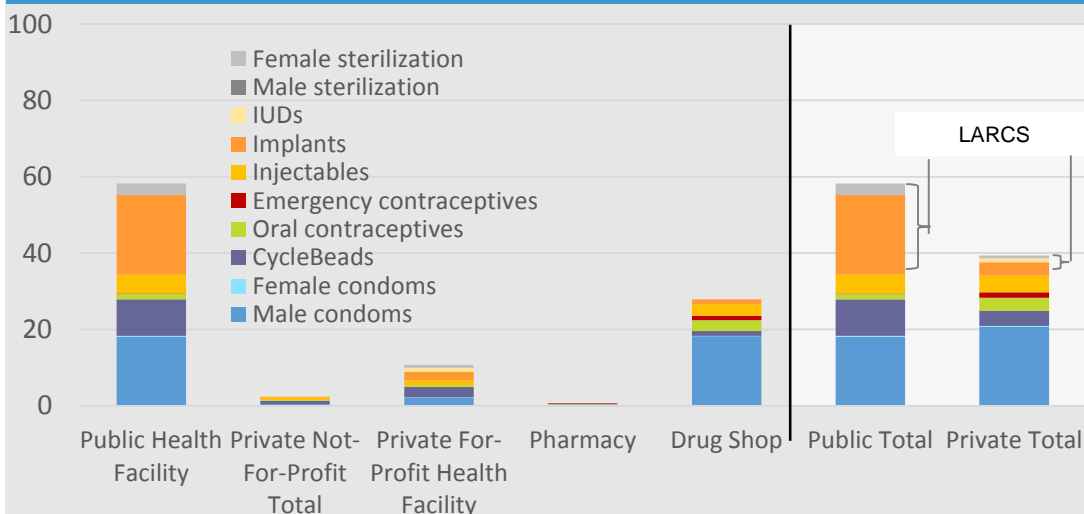 100
80
60
40
20
0
Female sterilization
Male sterilization
IUDs
Implants
Injectables
Emergency contraceptives
Oral contraceptives
CycleBeads
Female condoms
Male condoms
LARCS
Public Health
Facility
Private Not-
For-Profit
Total
Private For-
Profit Health
Facility
Pharmacy
Drug Shop
Public Total
Private Total